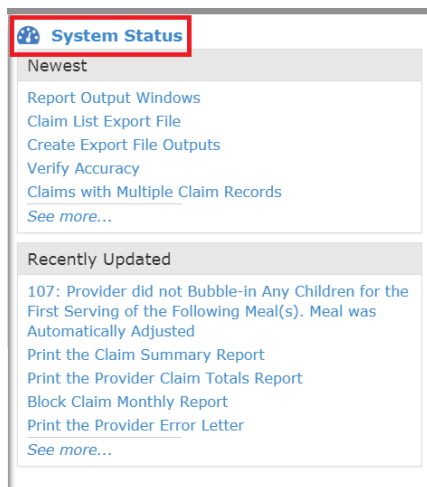 System Status
Newest
Report Output Windows
Claim List Export File
Create Export File Outputs
Verify Accuracy
Claims with Multiple Claim Records
See more...
Recently Updated
107: Provider did not Bubble-in Any Children for the
First Serving of the Following Meal(s). Meal was
Automatically Adjusted
Print the Claim Summary Report
Print the Provider Claim Totals Report
Block Claim Monthly Report
Print the Provider Error Letter
See more...